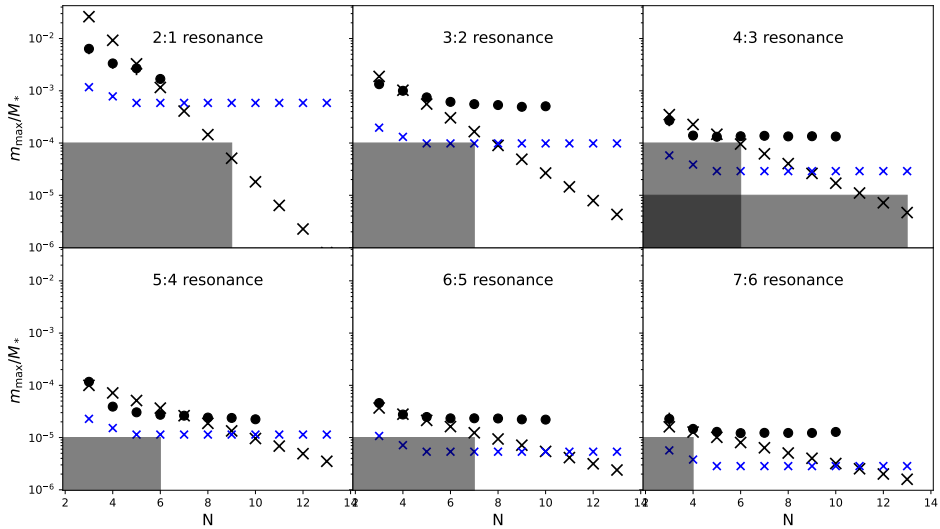 2:1 resonance
3:2 resonance
4:3 resonance
10⁻²
10⁻³
10⁻⁴
10⁻⁵
10⁻⁶
m_max/M_*
5:4 resonance
6:5 resonance
7:6 resonance
10⁻²
10⁻³
10⁻⁴
10⁻⁵
10⁻⁶
m_max/M_*
2 4 6 8 10 12 14
2 4 6 8 10 12 14
2 4 6 8 10 12 14
N
N
N